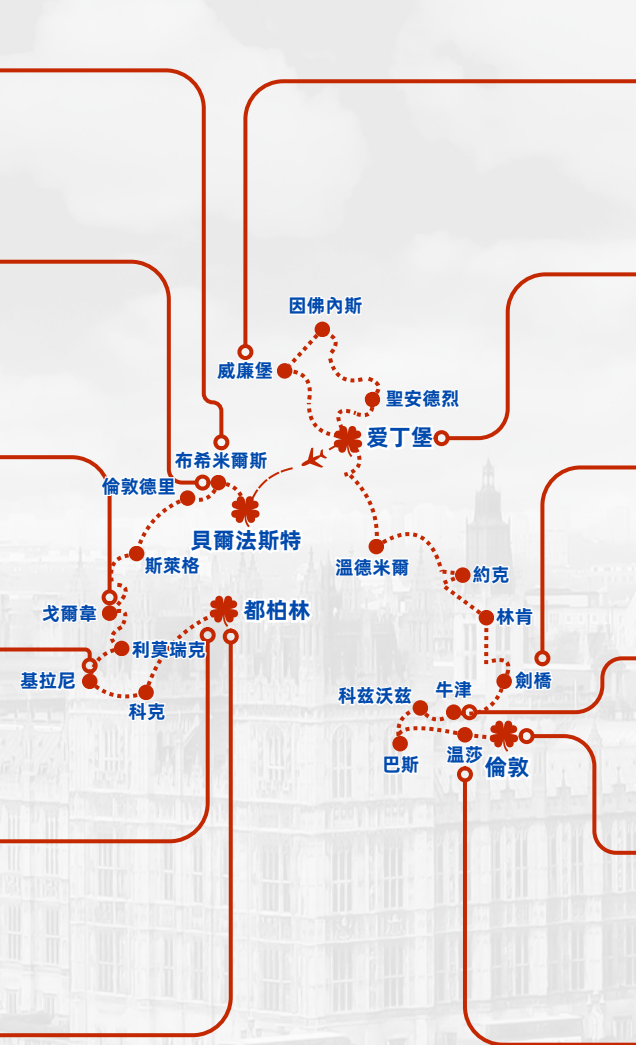 因佛內斯
威廉堡
聖安德烈
爱丁堡
布希米爾斯
倫敦德里
貝爾法斯特
斯萊格
溫德米爾
約克
戈爾韋
都柏林
林肯
利莫瑞克
基拉尼
劍橋
科克
科兹沃兹
牛津
巴斯
温莎
倫敦